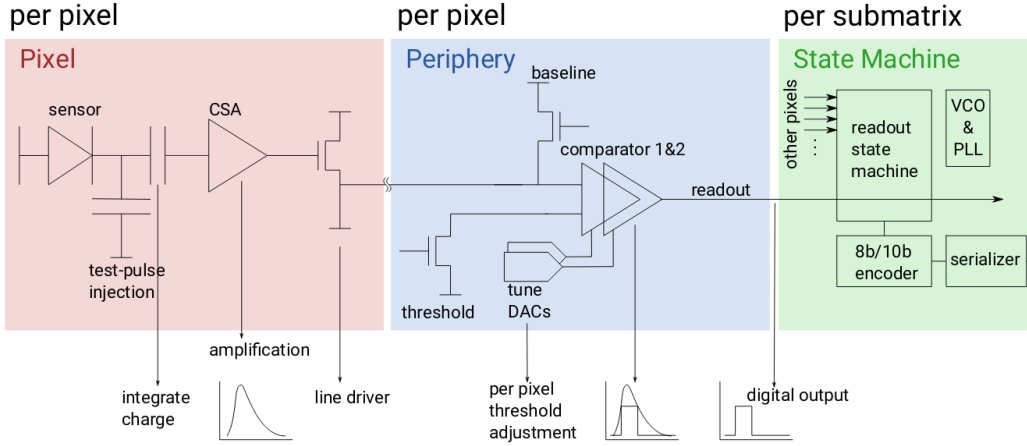 per pixel
per pixel
per submatrix
Pixel
Periphery
State Machine
sensor
CSA
baseline
comparator 1&2
other pixels
...
readout
state
machine
VCO
&
PLL
readout
test-pulse
injection
threshold
tune
DACs
8b/10b
encoder
serializer
amplification
integrate
charge
line driver
per pixel
threshold
adjustment
digital output